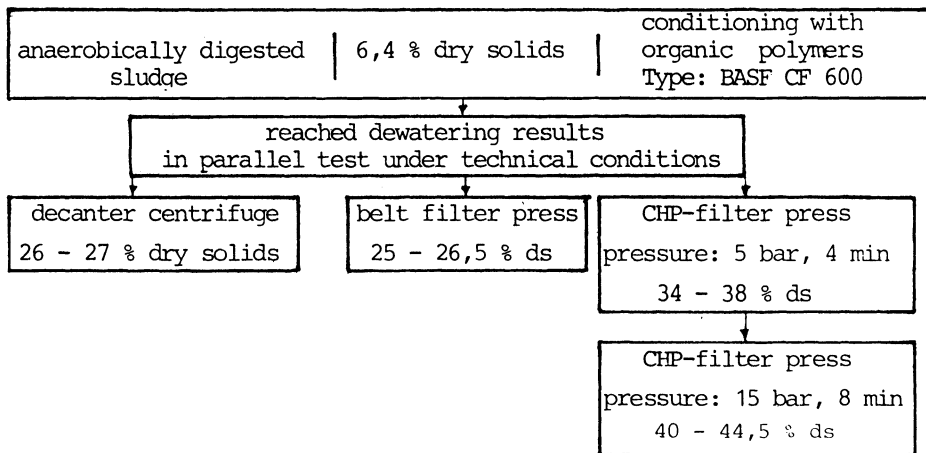 anaerobically digested sludge
6,4 % dry solids
conditioning with
organic polymers
Type: BASF CF 600
reached dewatering results
in parallel test under technical conditions
decanter centrifuge
26 - 27 % dry solids
belt filter press
25 - 26,5 % ds
CHP-filter press
pressure: 5 bar, 4 min
34 - 38 % ds
CHP-filter press
pressure: 15 bar, 8 min
40 - 44,5 % ds